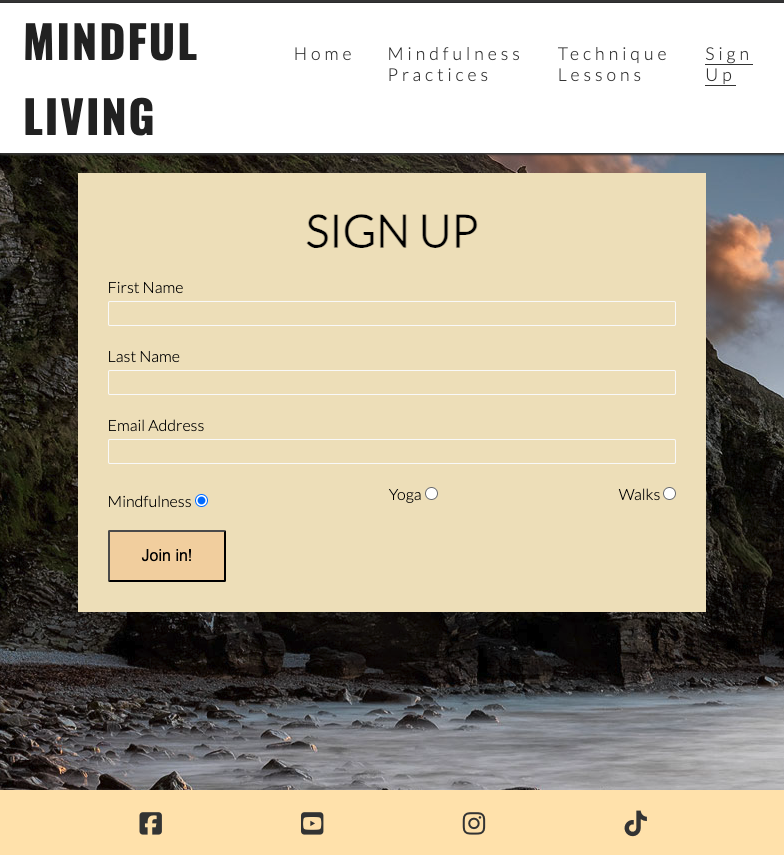 MINDFUL
LIVING
Home
Mindfulness
Practices
Technique
Lessons
Sign
Up
SIGN UP
First Name
Last Name
Email Address
Mindfulness Yoga Walks
Join in!